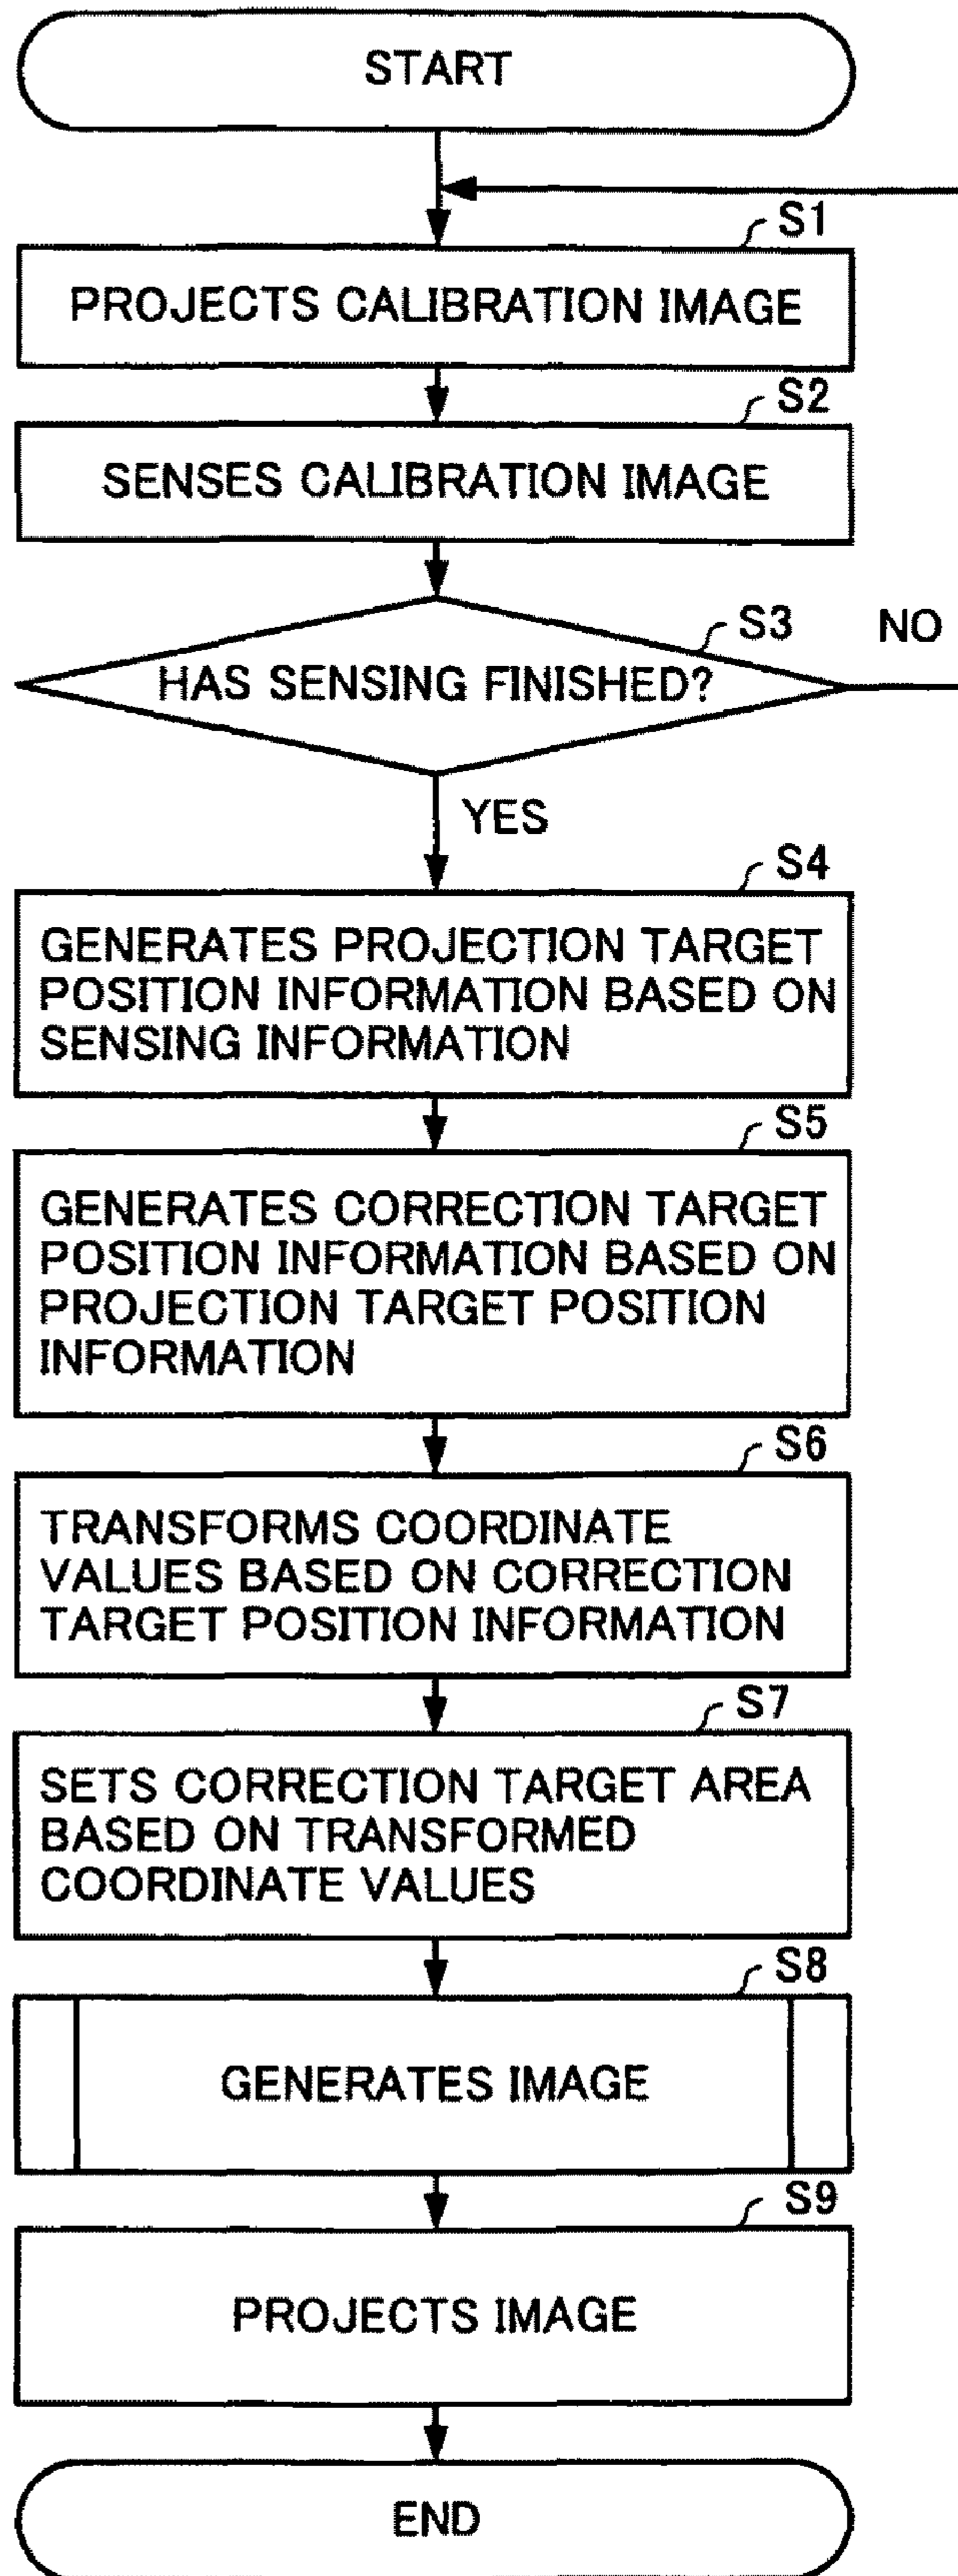 START
S1
PROJECTS CALIBRATION IMAGE
S2
SENSES CALIBRATION IMAGE
S3
NO
HAS SENSING FINISHED?
YES
S4
GENERATES PROJECTION TARGET
POSITION INFORMATION BASED ON
SENSING INFORMATION
S5
GENERATES CORRECTION TARGET
POSITION INFORMATION BASED ON
PROJECTION TARGET POSITION
INFORMATION
S6
TRANSFORMS COORDINATE
VALUES BASED ON CORRECTION
TARGET POSITION INFORMATION
S7
SETS CORRECTION TARGET AREA
BASED ON TRANSFORMED
COORDINATE VALUES
S8
GENERATES IMAGE
S9
PROJECTS IMAGE
END